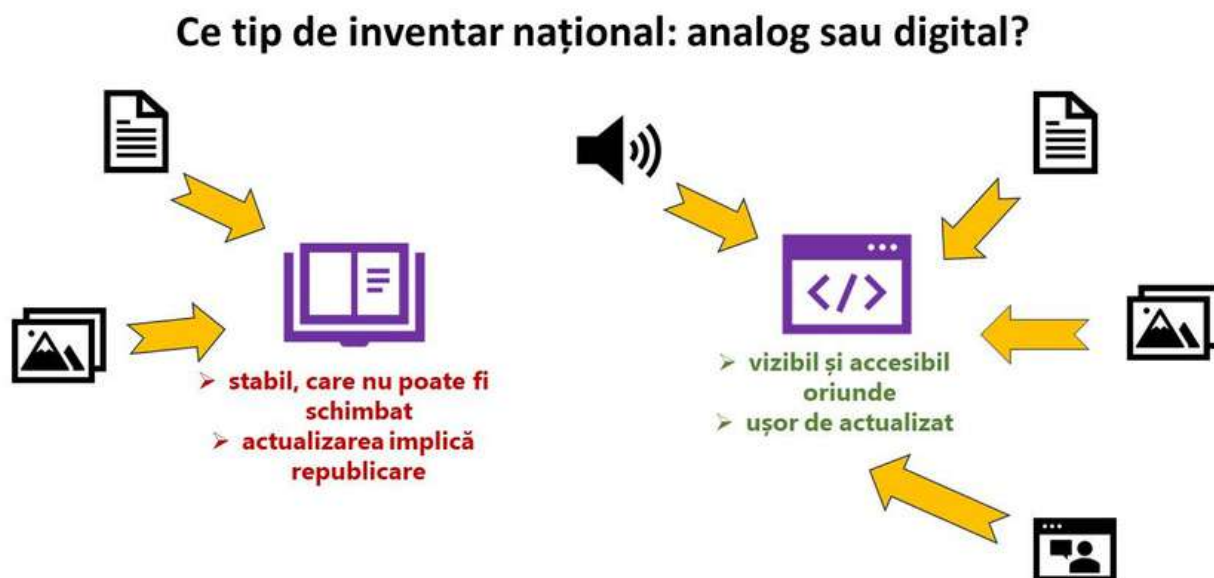 Ce tip de inventar național: analog sau digital?
➢ stabil, care nu poate fi
schimbat
➢ actualizarea implică
republicare
➢ vizibil și accesibil
oriunde
➢ ușor de actualizat